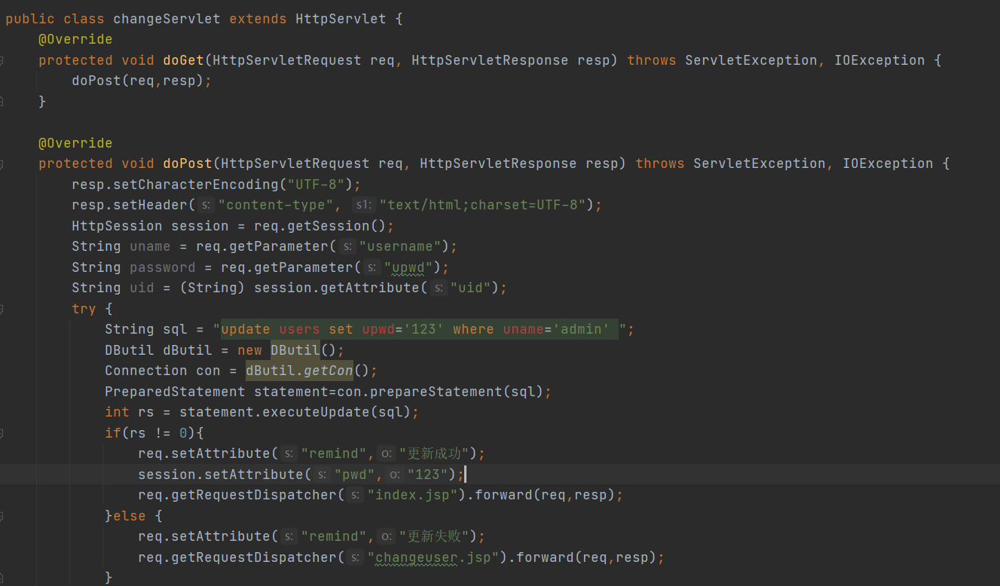 public class changeServlet extends HttpServlet {
    @Override
    protected void doGet(HttpServletRequest req, HttpServletResponse resp) throws ServletException, IOException {
        doPost(req,resp);
    }

    @Override
    protected void doPost(HttpServletRequest req, HttpServletResponse resp) throws ServletException, IOException {
        resp.setCharacterEncoding("UTF-8");
        resp.setHeader( s: "content-type", s1: "text/html;charset=UTF-8");
        HttpSession session = req.getSession();
        String uname = req.getParameter( s: "username");
        String password = req.getParameter( s: "upwd");
        String uid = (String) session.getAttribute( s: "uid");
        try {
            String sql = "update users set upwd='123' where uname='admin' ";
            DButil dButil = new DButil();
            Connection con = dButil.getCon();
            PreparedStatement statement=con.prepareStatement(sql);
            int rs = statement.executeUpdate(sql);
            if(rs != 0){
                req.setAttribute( s: "remind", o: "更新成功");
                session.setAttribute( s: "pwd", o: "123");
                req.getRequestDispatcher( s: "index.jsp").forward(req,resp);
            }else {
                req.setAttribute( s: "remind", o: "更新失败");
                req.getRequestDispatcher( s: "changeuser.jsp").forward(req,resp);
            }